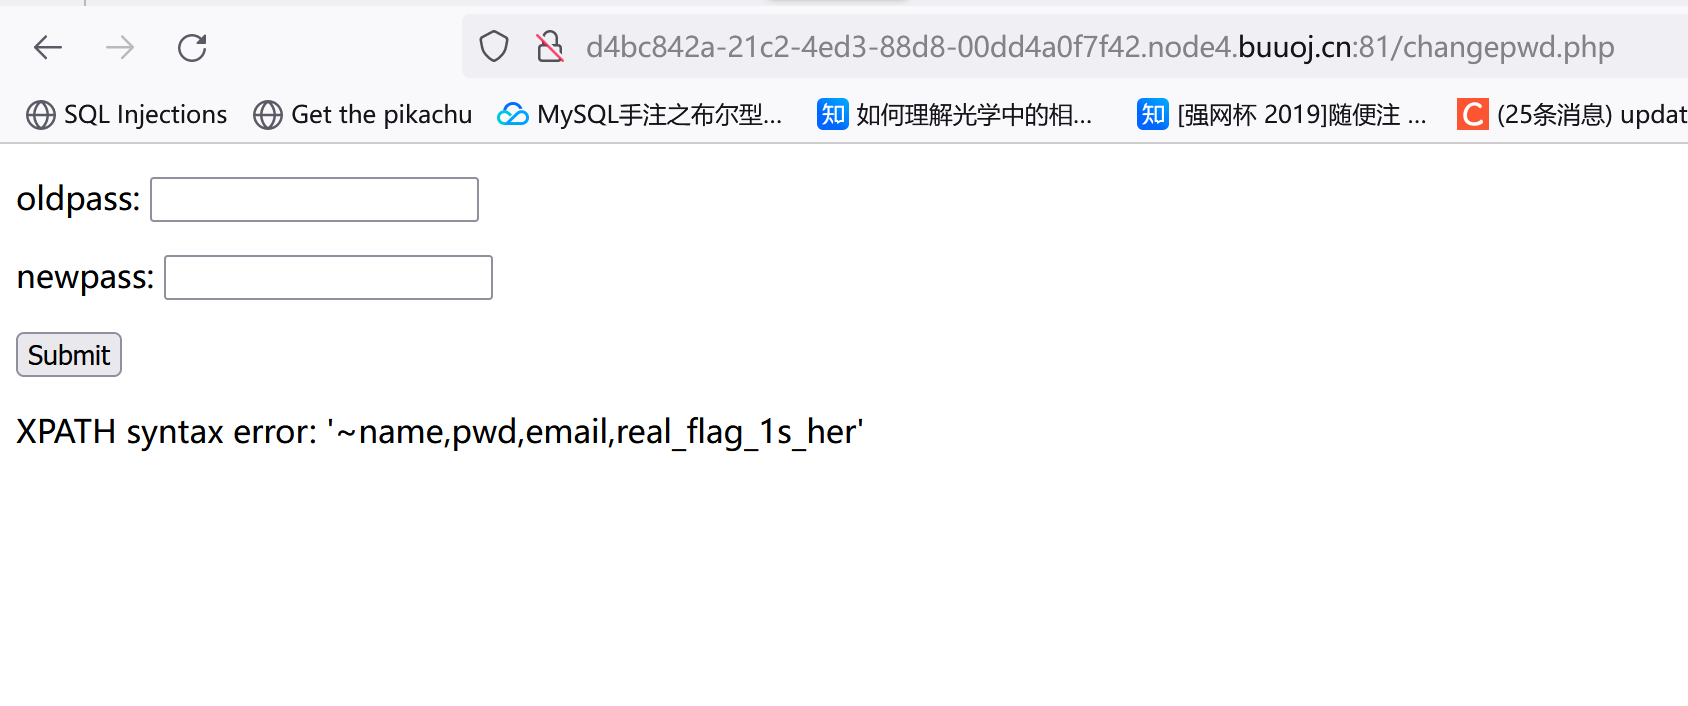 d4bc842a-21c2-4ed3-88d8-00dd4a0f7f42.node4.buuoj.cn:81/changepwd.php
SQL Injections Get the pikachu MySQL手注之布尔型... 知 如何理解光学中的相... 知 [强网杯 2019]随便注 ... C (25条消息) updat
oldpass:
newpass:
Submit
XPATH syntax error: '~name,pwd,email,real_flag_1s_her'